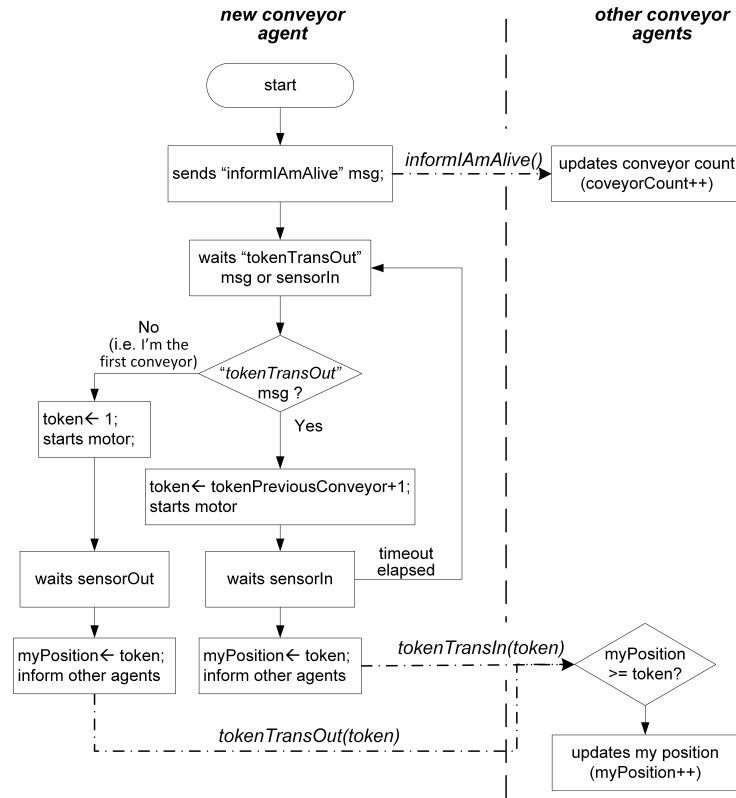 new conveyor
agent
other conveyor
agents
start
sends “informIAmAlive” msg;
informIAmAlive()
updates conveyor count
(coveyorCount++)
waits “tokenTransOut”
msg or sensorIn
No
(i.e. I’m the
first conveyor)
“tokenTransOut”
msg ?
Yes
token← 1;
starts motor;
token← tokenPreviousConveyor+1;
starts motor
waits sensorOut
waits sensorIn
timeout
elapsed
myPosition← token;
inform other agents
myPosition← token;
inform other agents
tokenTransIn(token)
myPosition
>= token?
tokenTransOut(token)
updates my position
(myPosition++)